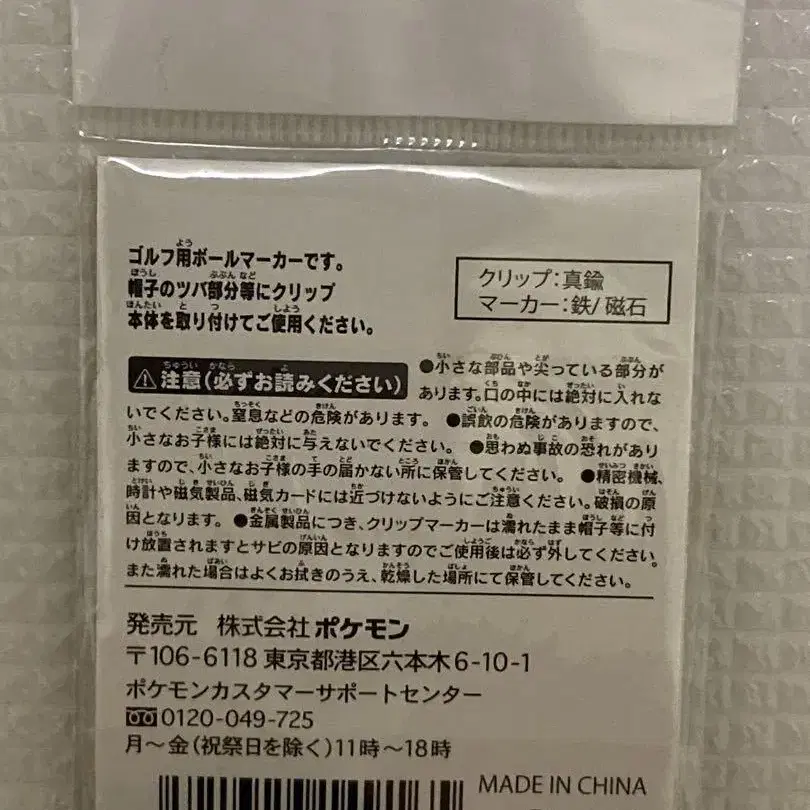 ゴルフ用ボールマーカーです。
帽子のツバ部分等にクリップ
本体を取り付けてご使用ください。
クリップ：真鍮
マーカー：鉄/磁石
⚠注意（必ずお読みください）●小さな部品や尖っている部分が
あります。口の中には絶対に入れな
いでください。窒息などの危険があります。 ●誤飲の危険がありますので、
小さなお子様には絶対に与えないでください。 ●思わぬ事故の恐れがあり
ますので、小さなお子様の手の届かない所に保管してください。 ●精密機械、
時計や磁気製品、磁気カードには近づけないようにご注意ください。破損の原
因となります。 ●金属製品につき、クリップマーカーは濡れたまま帽子等に付
け放置されますとサビの原因となりますのでご使用後は必ず外してください。
また濡れた場合はよくお拭きのうえ、乾燥した場所にて保管してください。
発売元 株式会社ポケモン
〒106-6118 東京都港区六本木6-10-1
ポケモンカスタマーサポートセンター
0120-049-725
月～金（祝祭日を除く）11時～18時
MADE IN CHINA